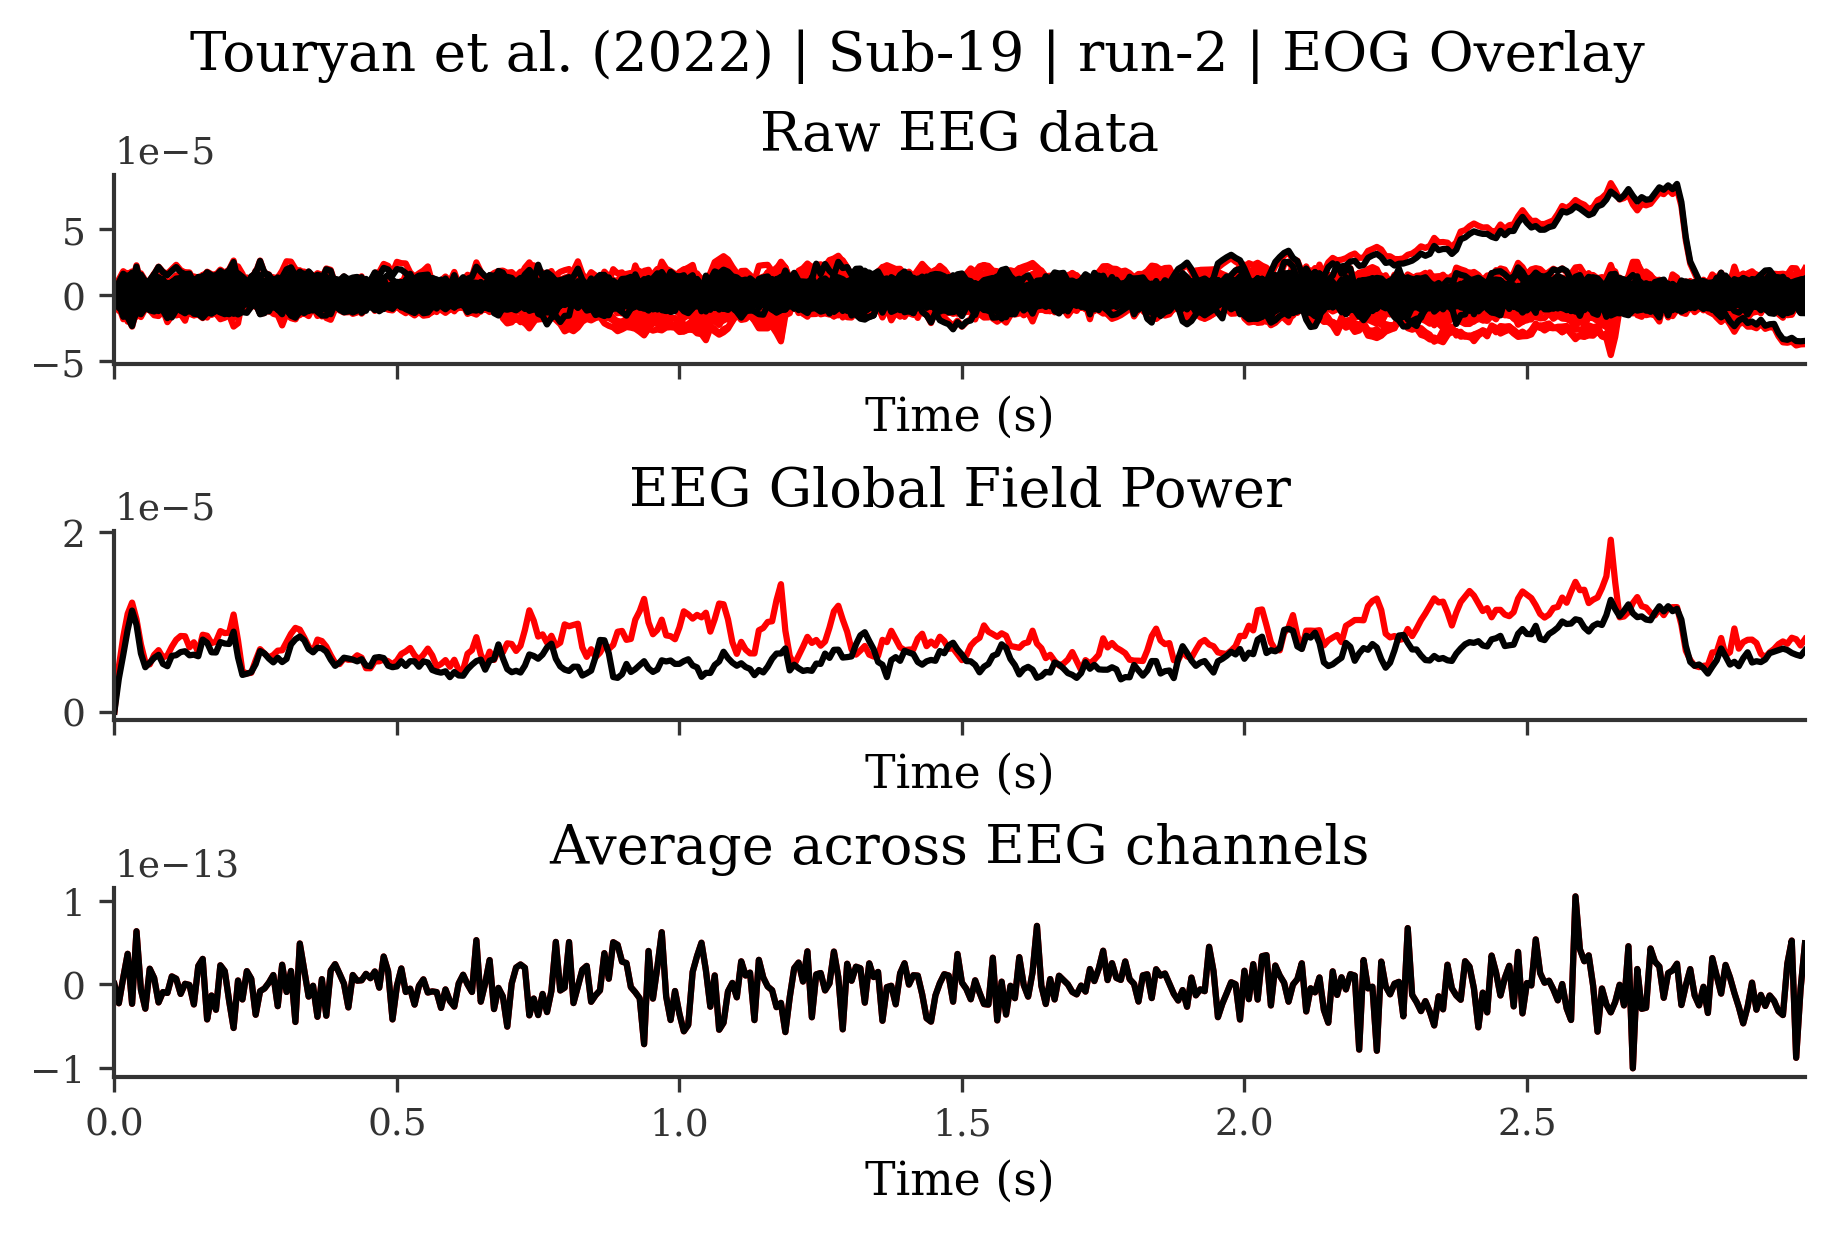 Touryan et al. (2022) | Sub-19 | run-2 | EOG Overlay
Raw EEG data
1e−5
5
0
−5
Time (s)
EEG Global Field Power
1e−5
2
0
Time (s)
Average across EEG channels
1e−13
1
0
−1
0.0 0.5 1.0 1.5 2.0 2.5
Time (s)